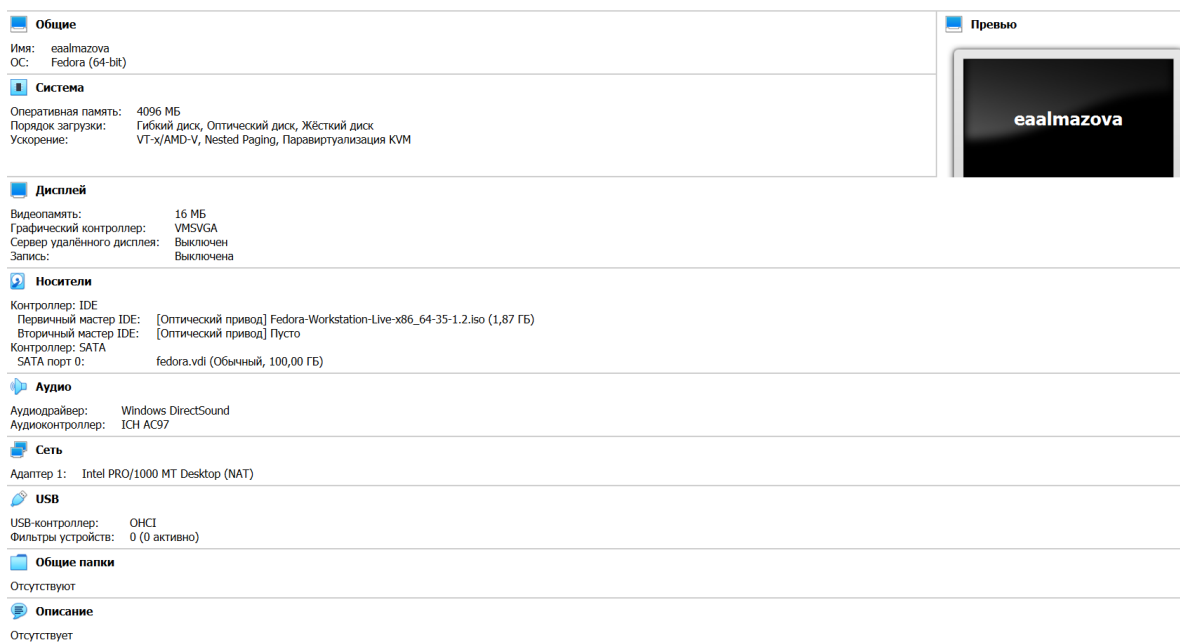 Общие
Имя: eaalmazova
ОС: Fedora (64-bit)
Превью
eaalmazova
Система
Оперативная память: 4096 МБ
Порядок загрузки: Гибкий диск, Оптический диск, Жёсткий диск
Ускорение: VT-x/AMD-V, Nested Paging, Паравиртуализация KVM
Дисплей
Видеопамять: 16 МБ
Графический контроллер: VMSVGA
Сервер удалённого дисплея: Выключен
Запись: Выключена
Носители
Контроллер: IDE
Первичный мастер IDE: [Оптический привод] Fedora-Workstation-Live-x86_64-35-1.2.iso (1,87 ГБ)
Вторичный мастер IDE: [Оптический привод] Пусто
Контроллер: SATA
SATA порт 0: fedora.vdi (Обычный, 100,00 ГБ)
Аудио
Аудиодрайвер: Windows DirectSound
Аудиоконтроллер: ICH AC97
Сеть
Адаптер 1: Intel PRO/1000 MT Desktop (NAT)
USB
USB-контроллер: OHCI
Фильтры устройств: 0 (0 активно)
Общие папки
Отсутствуют
Описание
Отсутствует